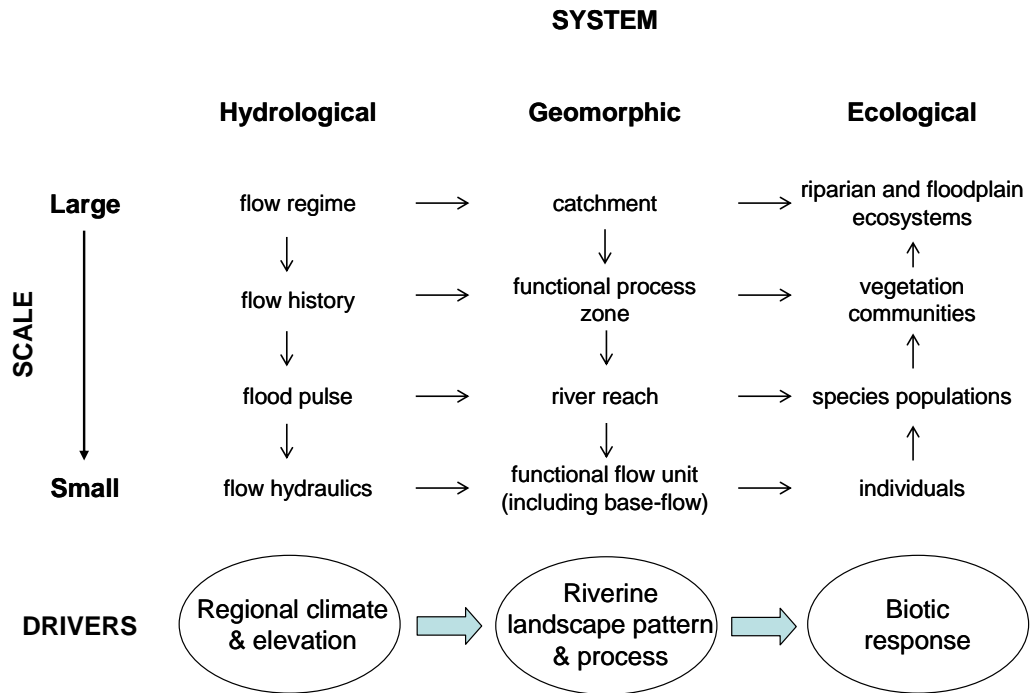 SYSTEM
Hydrological Geomorphic Ecological
Large flow regime catchment riparian and floodplain
ecosystems
SCALE
flow history functional process
zone
vegetation
communities
flood pulse river reach species populations
Small flow hydraulics functional flow unit
(including base-flow)
individuals
DRIVERS
Regional climate
& elevation
Riverine
landscape pattern
& process
Biotic
response